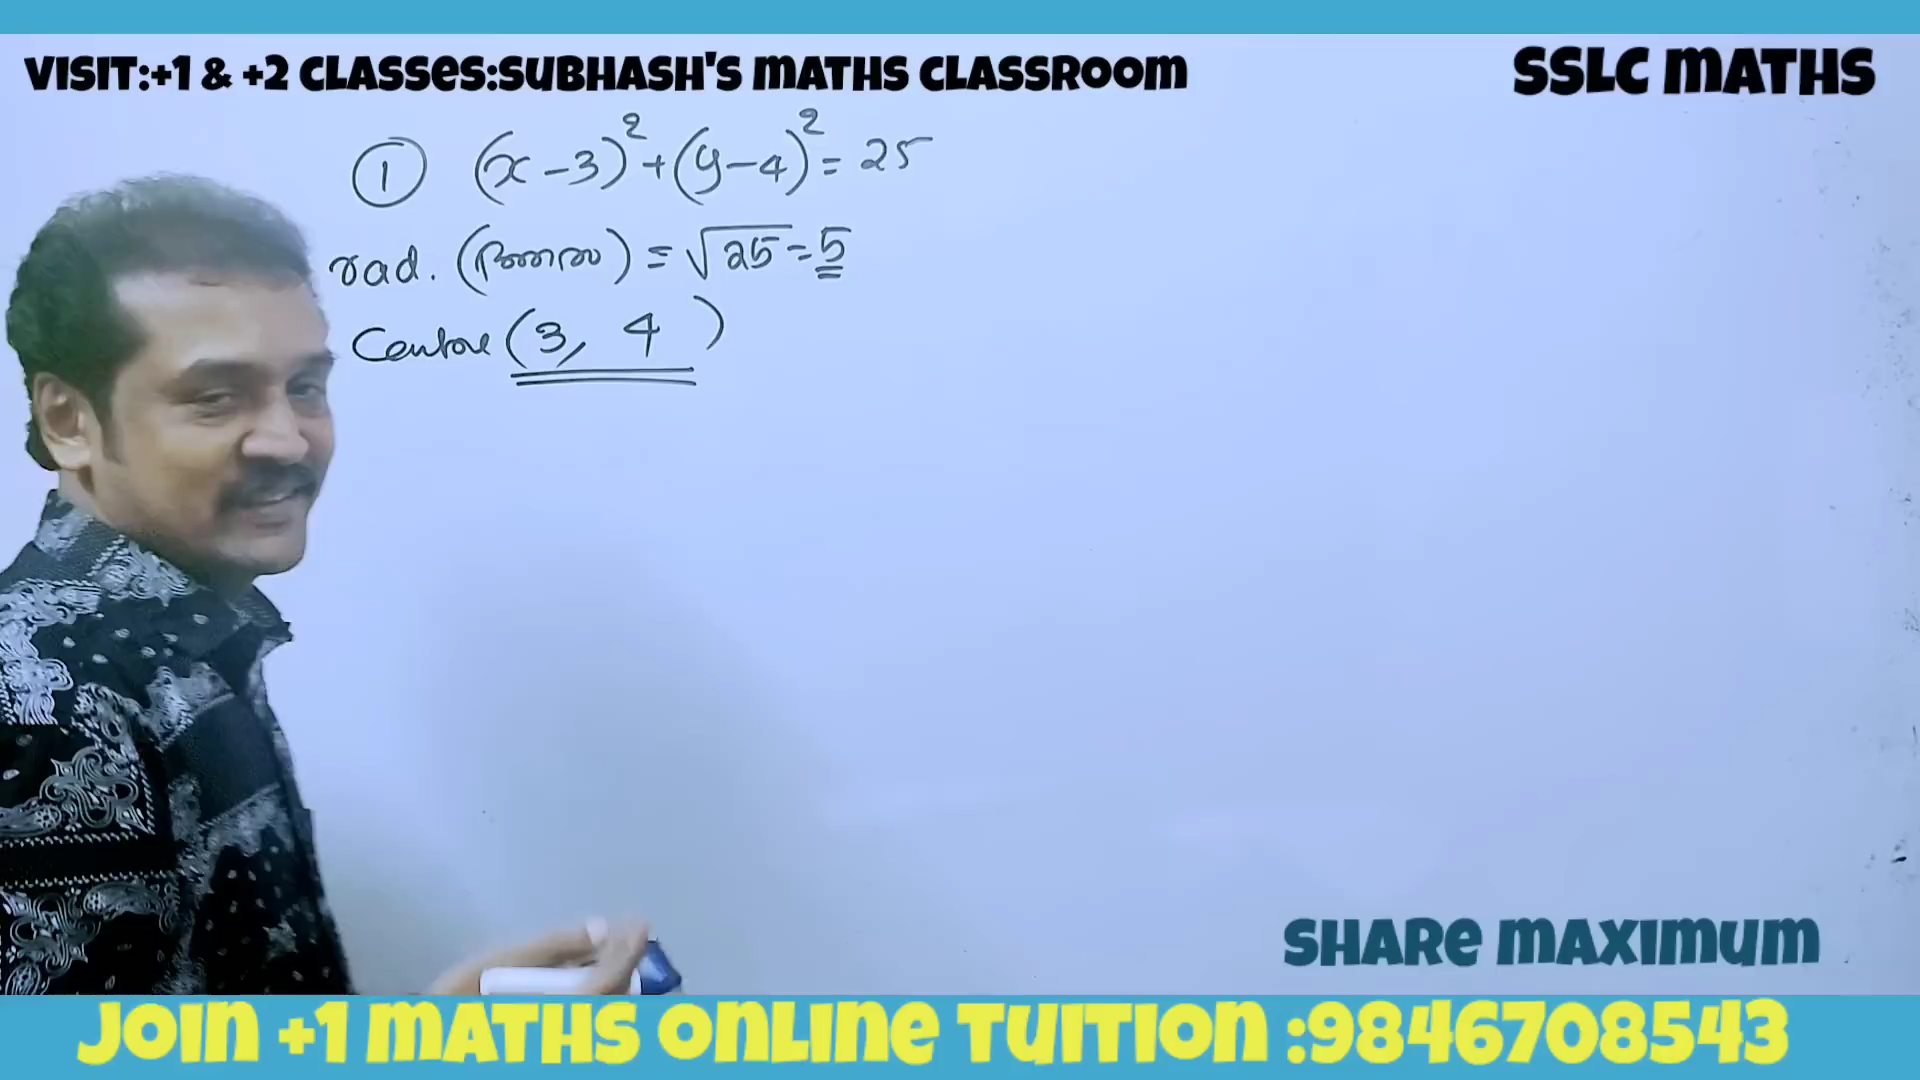 VISIT:+1 & +2 CLASSES:SUBHASH'S MATHS CLASSROOM
SSLC MATHS
① (x-3)²+(y-4)²=25
rad. ( ) = √25 = 5
Centre (3, 4)
SHARE MAXIMUM
JOIN +1 MATHS ONLINE TUITION :9846708543